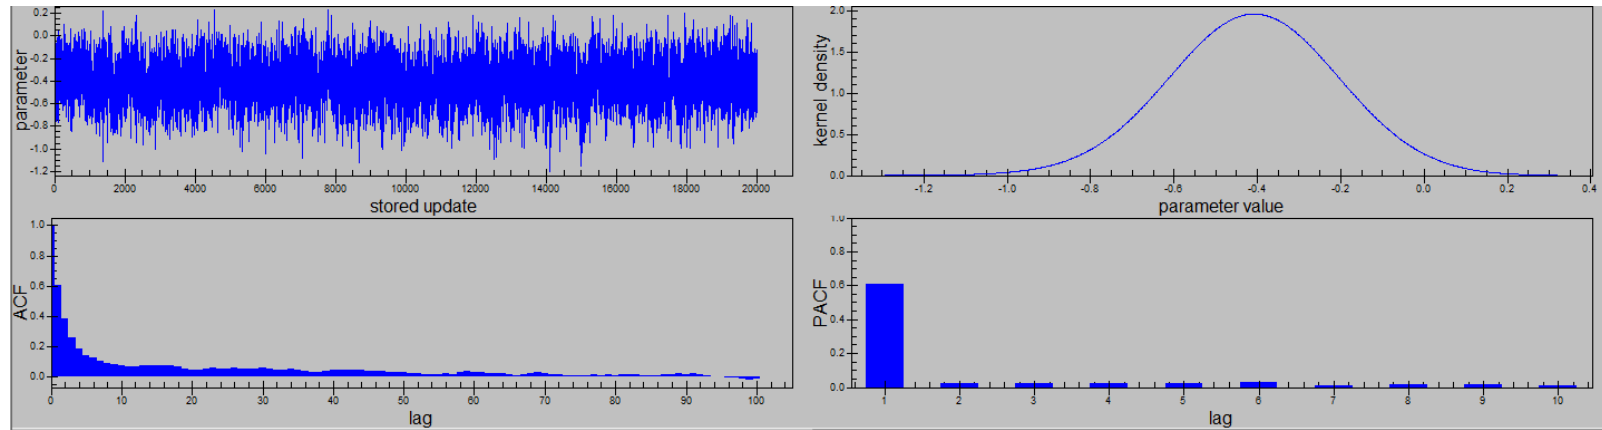 0.2
0.0
-0.2
-0.4
-0.6
-0.8
-1.0
-1.2
parameter
0 2000 4000 6000 8000 10000 12000 14000 16000 18000 20000
stored update
2.0
1.5
1.0
0.5
0.0
kernel density
-1.2 -1.0 -0.8 -0.6 -0.4 -0.2 0.0 0.2 0.4
parameter value
1.0
0.8
0.6
0.4
0.2
0.0
ACF
0 10 20 30 40 50 60 70 80 90 100
lag
1.0
0.8
0.6
0.4
0.2
0.0
PACF
1 2 3 4 5 6 7 8 9 10
lag